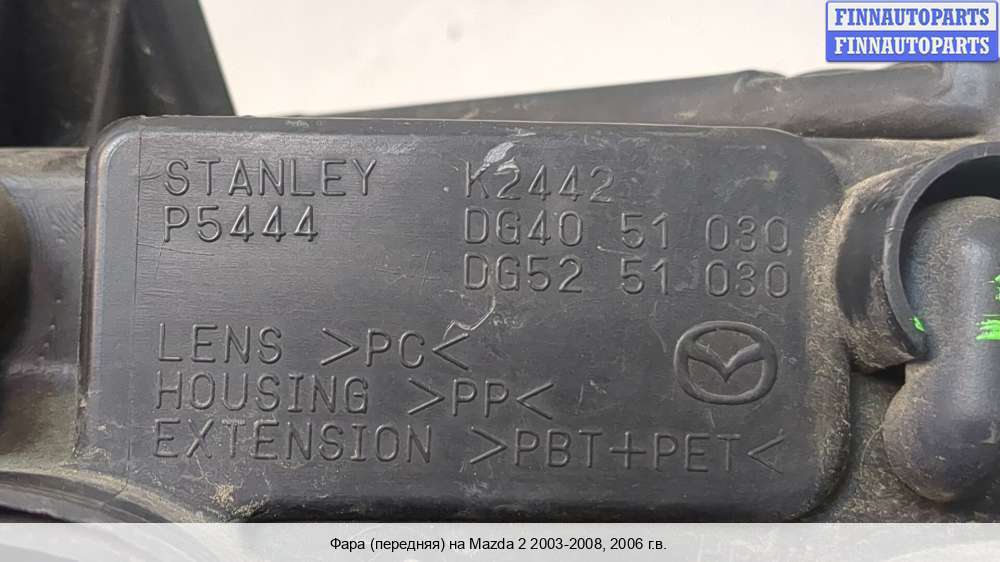 FINNAUTOPARTS
FINNAUTOPARTS
STANLEY K2442
P5444 DG40 51 030
DG52 51 030
LENS >PC<
HOUSING >PP<
EXTENSION >PBT+PET<
Фара (передняя) на Mazda 2 2003-2008, 2006 г.в.